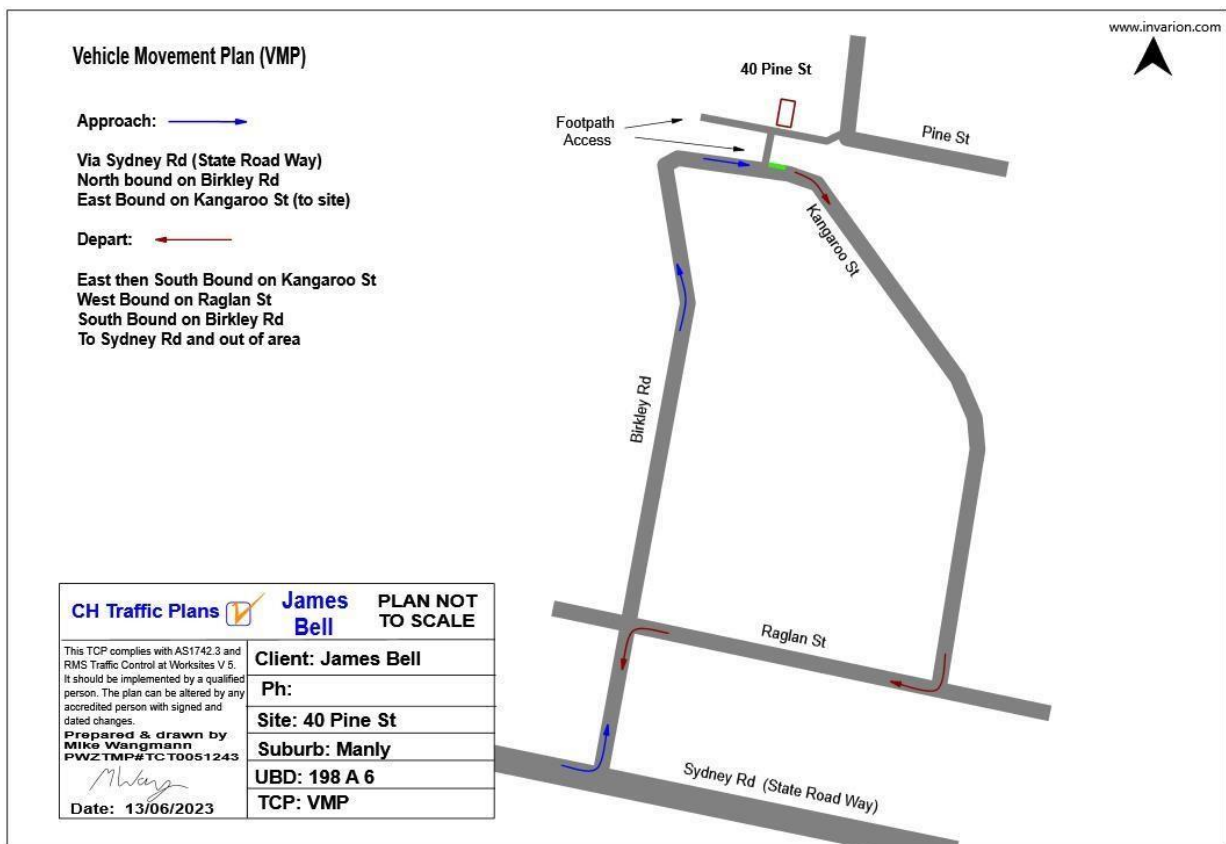 www.invarion.com
Vehicle Movement Plan (VMP)
Approach:
Via Sydney Rd (State Road Way)
North bound on Birkley Rd
East Bound on Kangaroo St (to site)
Depart:
East then South Bound on Kangaroo St
West Bound on Raglan St
South Bound on Birkley Rd
To Sydney Rd and out of area
40 Pine St
Footpath
Access
Pine St
Kangaroo St
Birkley Rd
Raglan St
Sydney Rd (State Road Way)
CH Traffic Plans
James
Bell
PLAN NOT
TO SCALE
This TCP complies with AS1742.3 and
RMS Traffic Control at Worksites V 5.
It should be implemented by a qualified
person. The plan can be altered by any
accredited person with signed and
dated changes.
Prepared & drawn by
Mike Wangmann
PWZTMP#TCT0051243
MWang
Date: 13/06/2023
Client: James Bell
Ph:
Site: 40 Pine St
Suburb: Manly
UBD: 198 A 6
TCP: VMP